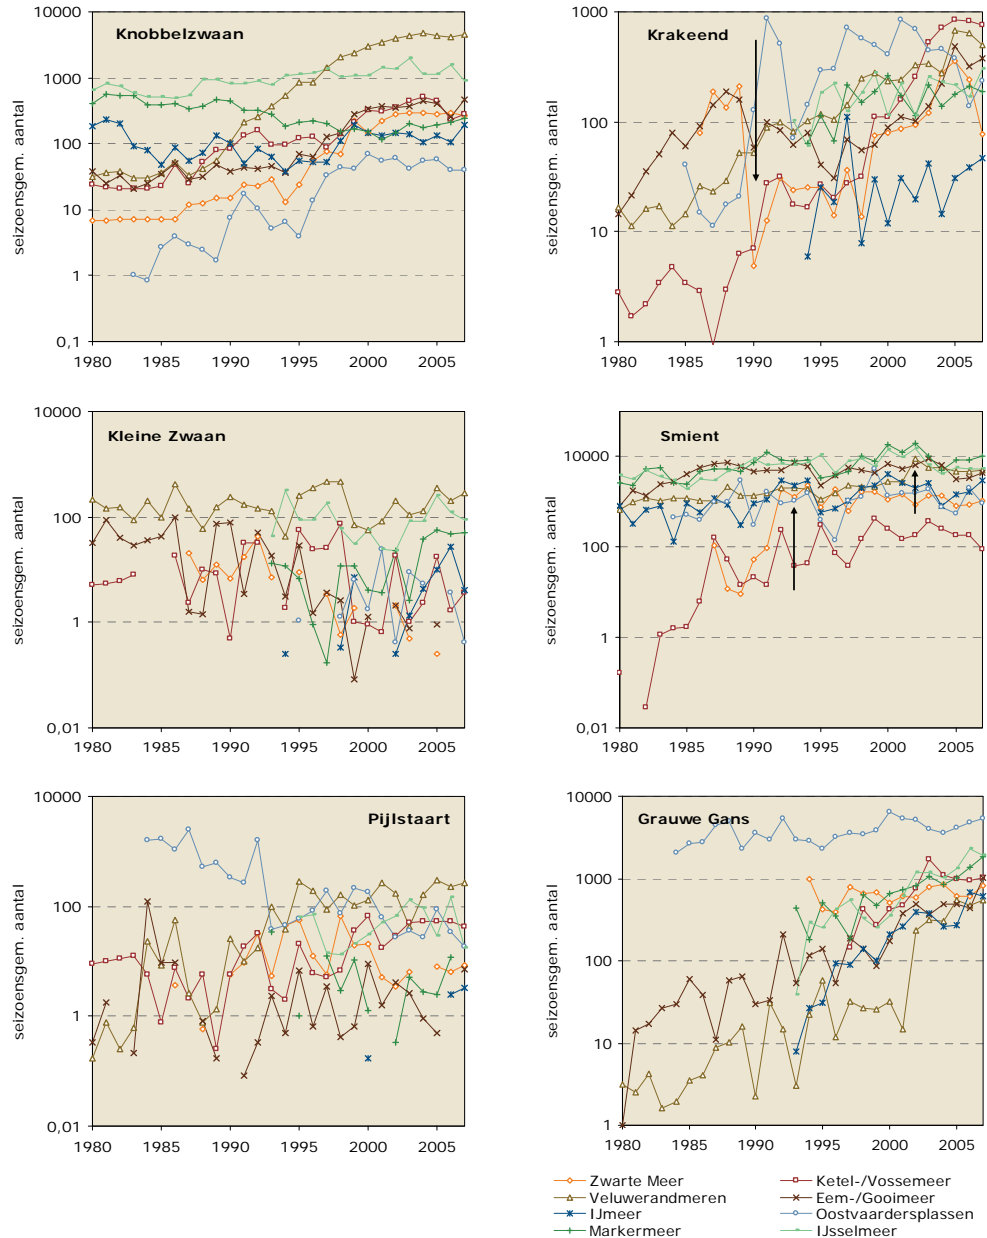 Knobbelzwaan
seizoensgem. aantal
10000
1000
100
10
1
0,1
1980 1985 1990 1995 2000 2005
Krakeend
seizoensgem. aantal
1000
100
10
1
1980 1985 1990 1995 2000 2005
Kleine Zwaan
seizoensgem. aantal
10000
100
1
0,01
1980 1985 1990 1995 2000 2005
Smient
seizoensgem. aantal
10000
100
1
0,01
1980 1985 1990 1995 2000 2005
Pijlstaart
seizoensgem. aantal
10000
100
1
0,01
1980 1985 1990 1995 2000 2005
Grauwe Gans
seizoensgem. aantal
10000
1000
100
10
1
1980 1985 1990 1995 2000 2005
Zwarte Meer
Veluwerandmeren
IJmeer
Markermeer
Ketel-/Vossemeer
Eem-/Gooimeer
Oostvaardersplassen
IJsselmeer